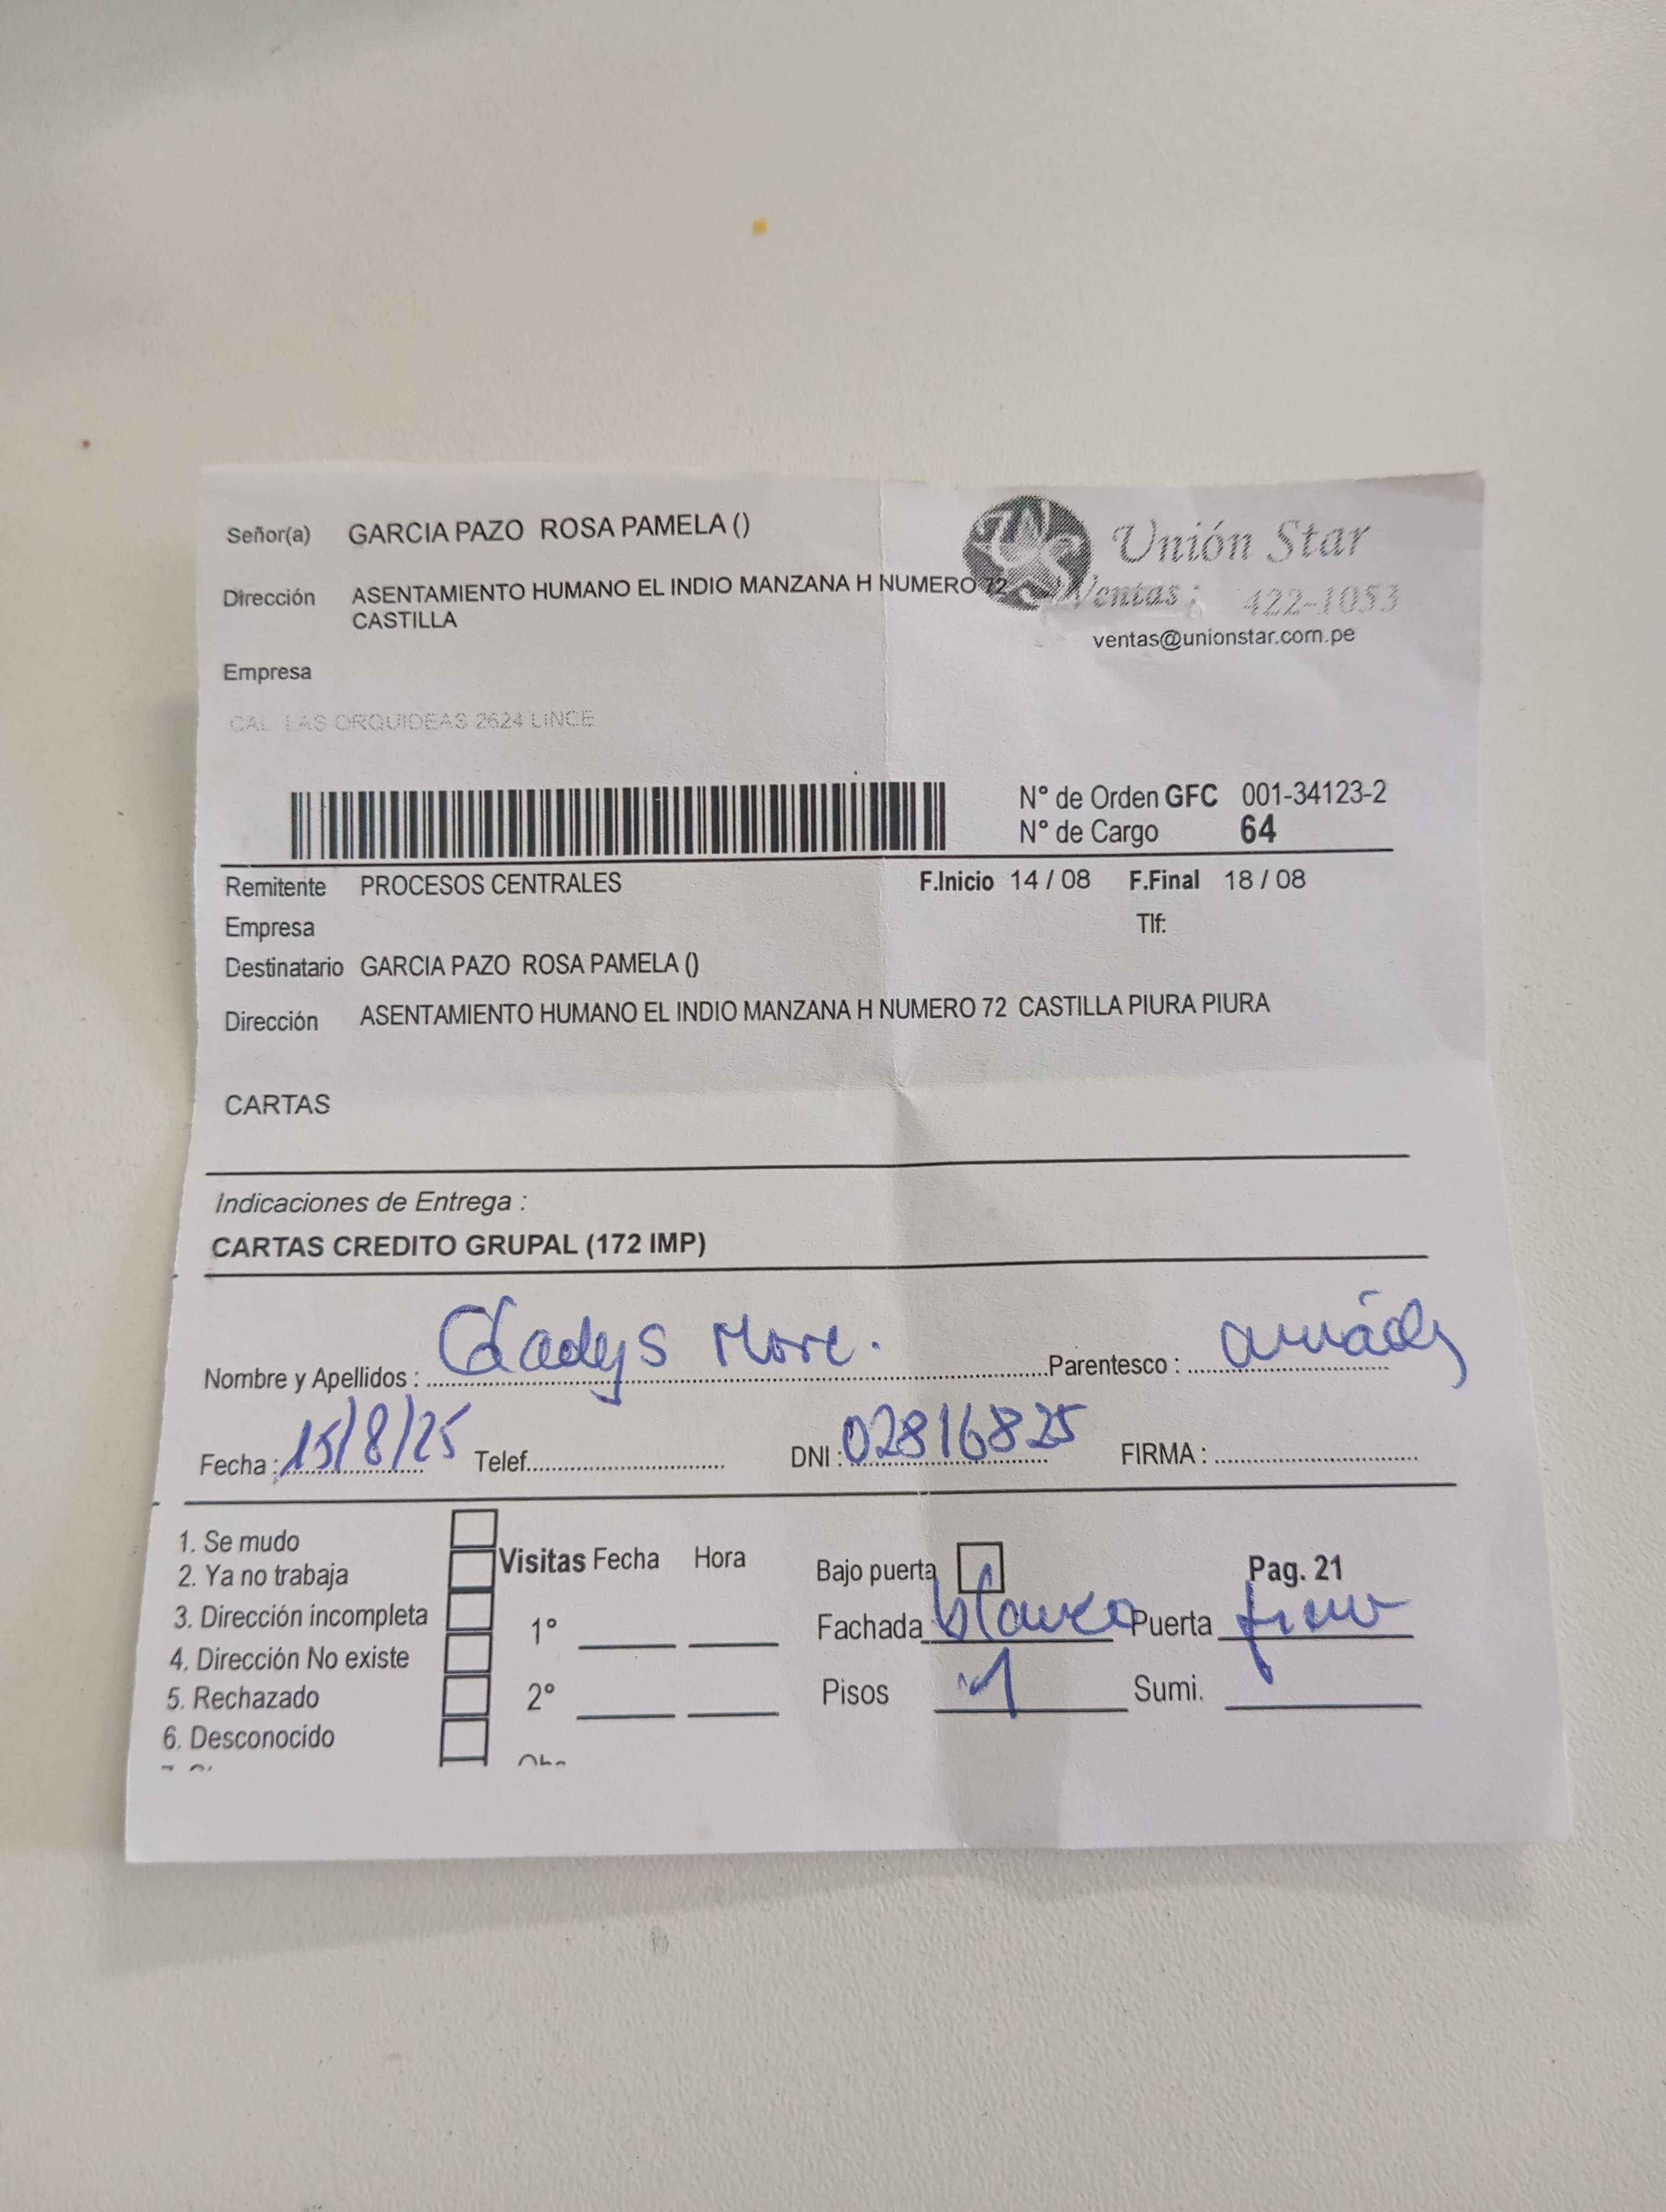 Señor(a) GARCIA PAZO ROSA PAMELA ()
Unión Star
Dirección ASENTAMIENTO HUMANO EL INDIO MANZANA H NUMERO 72
CASTILLA
Ventas : 422-1053
ventas@unionstar.com.pe
Empresa
CAL LAS ORQUIDEAS 2624 LINCE
N° de Orden GFC 001-34123-2
N° de Cargo 64
Remitente PROCESOS CENTRALES F.Inicio 14 / 08 F.Final 18 / 08
Empresa Tlf:
Destinatario GARCIA PAZO ROSA PAMELA ()
Dirección ASENTAMIENTO HUMANO EL INDIO MANZANA H NUMERO 72 CASTILLA PIURA PIURA
CARTAS
Indicaciones de Entrega :
CARTAS CREDITO GRUPAL (172 IMP)
Nombre y Apellidos : Gladys More. Parentesco :
Fecha : 15/8/25 Telef. DNI : 02816825 FIRMA :
1. Se mudo
2. Ya no trabaja
3. Dirección incompleta
4. Dirección No existe
5. Rechazado
6. Desconocido
Visitas Fecha Hora
1°
2°
Bajo puerta Pag. 21
Fachada blanco Puerta
Pisos 1 Sumi.